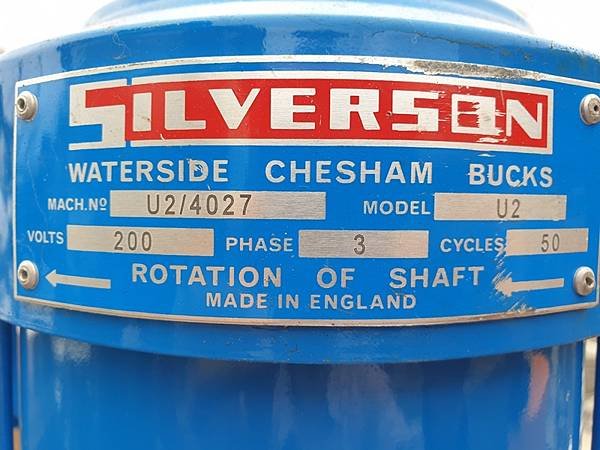 SILVERSON
WATERSIDE CHESHAM BUCKS
MACH. Nº U2/4027 MODEL U2
VOLTS 200 PHASE 3 CYCLES 50
ROTATION OF SHAFT
MADE IN ENGLAND